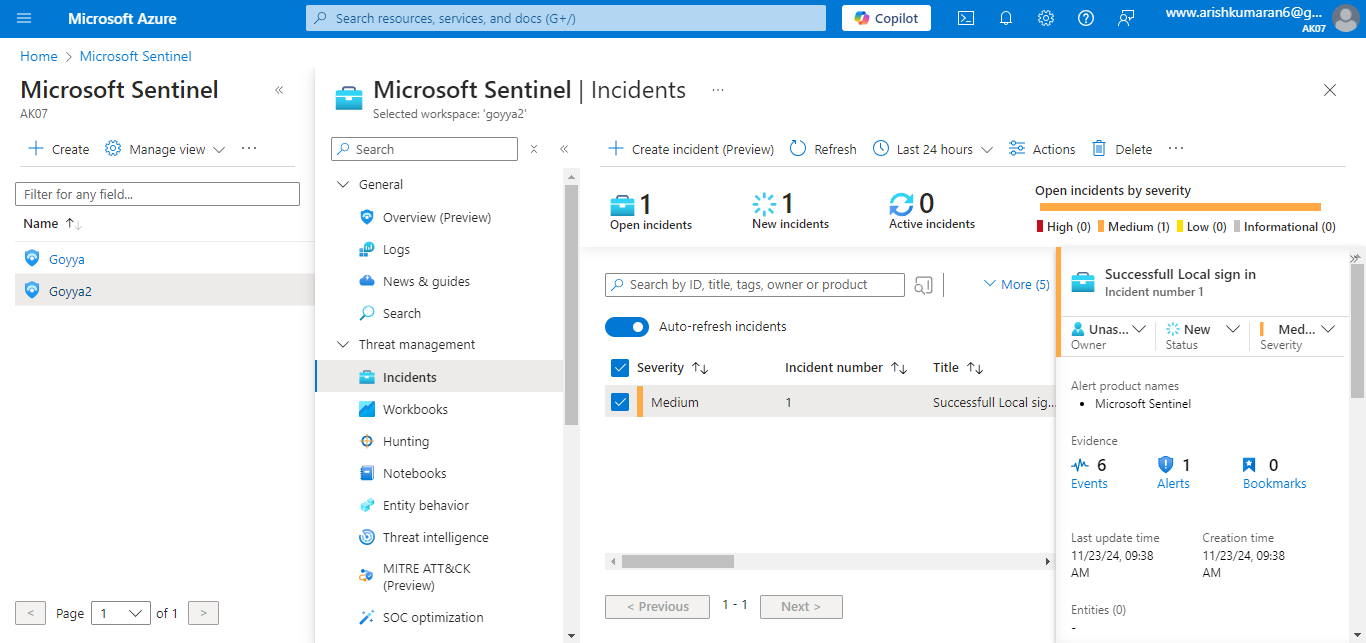 Microsoft Azure
Search resources, services, and docs (G+/)
Copilot
www.arishkumaran6@g...
AK07
Home > Microsoft Sentinel
Microsoft Sentinel
AK07
Create
Manage view
Filter for any field...
Name
Goyya
Goyya2
< Page 1 of 1 >
Microsoft Sentinel | Incidents
Selected workspace: 'goyya2'
Search
General
Overview (Preview)
Logs
News & guides
Search
Threat management
Incidents
Workbooks
Hunting
Notebooks
Entity behavior
Threat intelligence
MITRE ATT&CK
(Preview)
SOC optimization
Create incident (Preview)
Refresh
Last 24 hours
Actions
Delete
1
Open incidents
1
New incidents
0
Active incidents
Open incidents by severity
High (0) Medium (1) Low (0) Informational (0)
Search by ID, title, tags, owner or product
More (5)
Auto-refresh incidents
Severity Incident number Title
Medium 1 Successfull Local sig...
< Previous 1 - 1 Next >
Successfull Local sign in
Incident number 1
Unas... New Med...
Owner Status Severity
Alert product names
• Microsoft Sentinel
Evidence
6 1 0
Events Alerts Bookmarks
Last update time Creation time
11/23/24, 09:38 11/23/24, 09:38
AM AM
Entities (0)
-